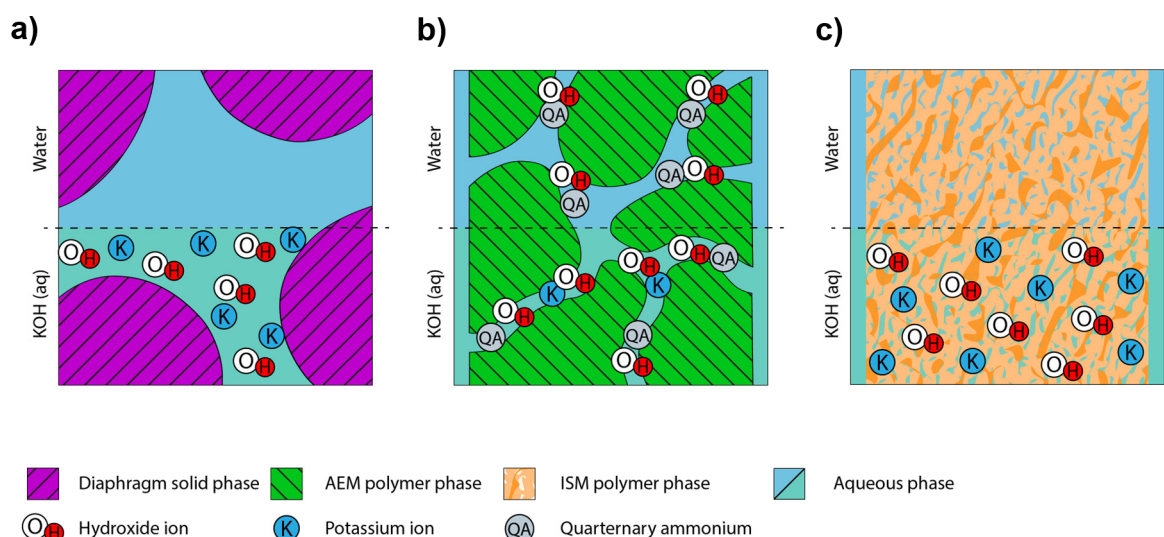 a)
b)
c)
Water
KOH (aq)
O H
K
K
O H
K
O H
O H
K
K
O H
Water
KOH (aq)
O H
QA
O H
QA
O H
QA
QA
O H
O H
QA
O H
O H
K
K
O H
QA
QA
O H
Water
KOH (aq)
O H
K
O H
O H
K
K
K
O H
O H
O H
K
K
O H
K
Diaphragm solid phase
AEM polymer phase
ISM polymer phase
Aqueous phase
O H Hydroxide ion
K Potassium ion
QA Quarternary ammonium